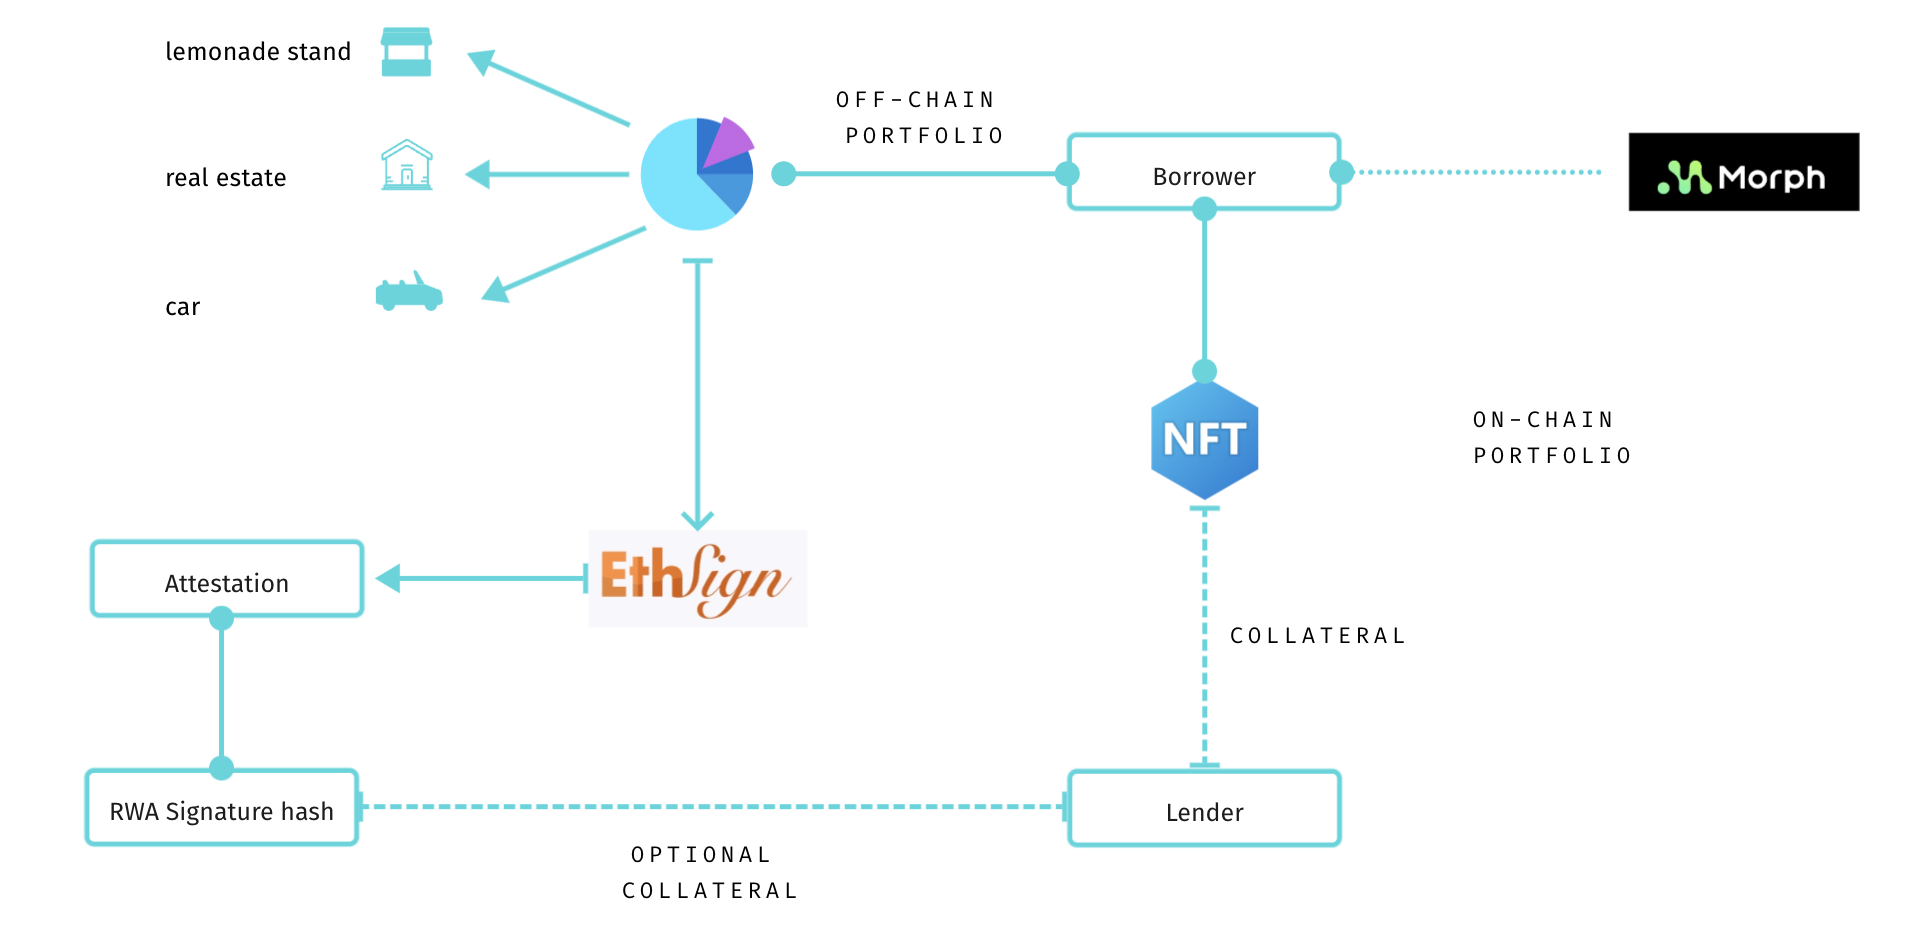 lemonade stand
OFF-CHAIN
PORTFOLIO
real estate
Borrower
Morph
car
NFT
ON-CHAIN
PORTFOLIO
EthSign
Attestation
COLLATERAL
RWA Signature hash
Lender
OPTIONAL
COLLATERAL